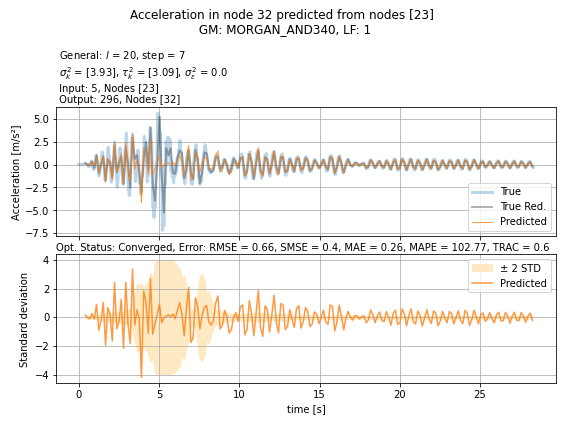 Acceleration in node 32 predicted from nodes [23]
GM: MORGAN_AND340, LF: 1
General: l = 20, step = 7
σ²ₖ = [3.93], τ²ₖ = [3.09], σ²ε = 0.0
Input: 5, Nodes [23]
Output: 296, Nodes [32]
Acceleration [m/s²]
5.0
2.5
0.0
−2.5
−5.0
−7.5
True
True Red.
Predicted
Opt. Status: Converged, Error: RMSE = 0.66, SMSE = 0.4, MAE = 0.26, MAPE = 102.77, TRAC = 0.6
Standard deviation
4
2
0
−2
−4
± 2 STD
Predicted
0 5 10 15 20 25
time [s]